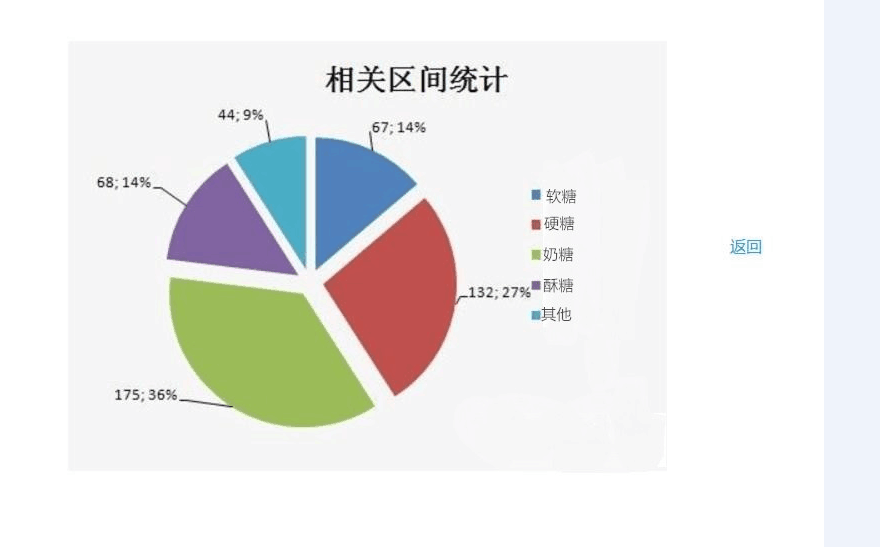 相关区间统计
44; 9%
67; 14%
68; 14%
软糖
硬糖
返回
奶糖
酥糖
132; 27%
其他
175; 36%